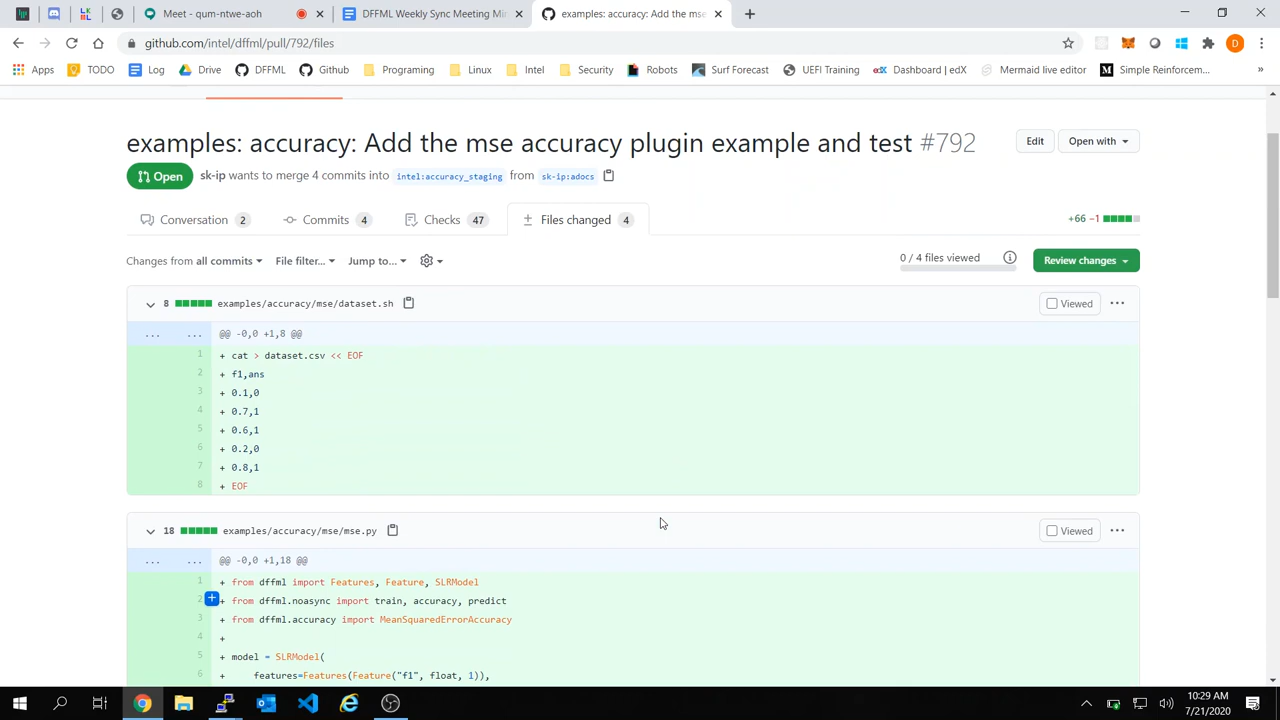 Meet - qum-ntwe-aoh
DFFML Weekly Sync Meeting Mi
examples: accuracy: Add the mse
github.com/intel/dffml/pull/792/files
D
Apps TODO Log Drive DFFML Github Programing Linux Intel Security Robots Surf Forecast UEFI Training Dashboard | edX Mermaid live editor Simple Reinforcem... »
examples: accuracy: Add the mse accuracy plugin example and test #792
Edit Open with
Open sk-ip wants to merge 4 commits into intel:accuracy_staging from sk-ip:adocs
Conversation 2 Commits 4 Checks 47 Files changed 4
+66 −1
Changes from all commits File filter... Jump to...
0 / 4 files viewed Review changes
8 examples/accuracy/mse/dataset.sh Viewed ...
... ... @@ -0,0 +1,8 @@
1 + cat > dataset.csv << EOF
2 + f1,ans
3 + 0.1,0
4 + 0.7,1
5 + 0.6,1
6 + 0.2,0
7 + 0.8,1
8 + EOF
18 examples/accuracy/mse/mse.py Viewed ...
... ... @@ -0,0 +1,18 @@
1 + from dffml import Features, Feature, SLRModel
2 + from dffml.noasync import train, accuracy, predict
3 + from dffml.accuracy import MeanSquaredErrorAccuracy
4 +
5 + model = SLRModel(
6 + features=Features(Feature("f1", float, 1)),
10:29 AM
7/21/2020